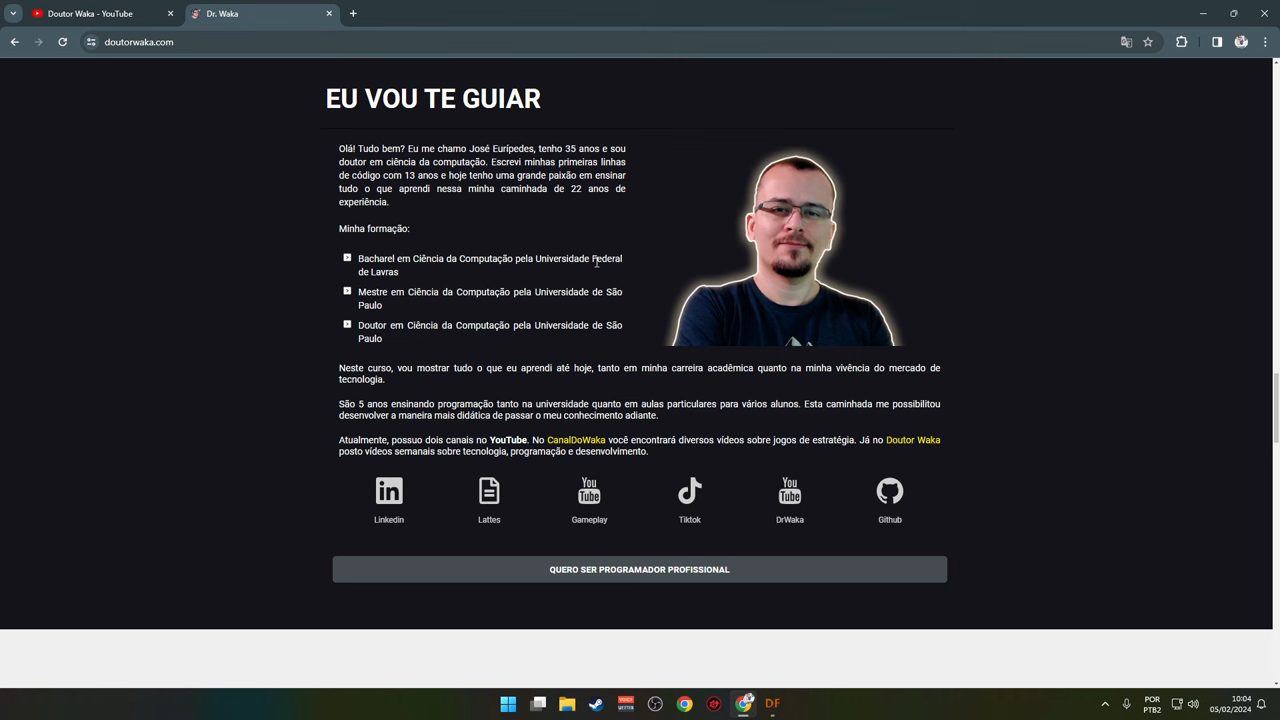 Doutor Waka - YouTube
Dr. Waka
doutorwaka.com
EU VOU TE GUIAR
Olá! Tudo bem? Eu me chamo José Eurípedes, tenho 35 anos e sou
doutor em ciência da computação. Escrevi minhas primeiras linhas
de código com 13 anos e hoje tenho uma grande paixão em ensinar
tudo o que aprendi nessa minha caminhada de 22 anos de
experiência.
Minha formação:
Bacharel em Ciência da Computação pela Universidade Federal
de Lavras
Mestre em Ciência da Computação pela Universidade de São
Paulo
Doutor em Ciência da Computação pela Universidade de São
Paulo
Neste curso, vou mostrar tudo o que eu aprendi até hoje, tanto em minha carreira acadêmica quanto na minha vivência do mercado de
tecnologia.
São 5 anos ensinando programação tanto na universidade quanto em aulas particulares para vários alunos. Esta caminhada me possibilitou
desenvolver a maneira mais didática de passar o meu conhecimento adiante.
Atualmente, possuo dois canais no YouTube. No CanalDoWaka você encontrará diversos vídeos sobre jogos de estratégia. Já no Doutor Waka
posto vídeos semanais sobre tecnologia, programação e desenvolvimento.
in
You
Tube
You
Tube
Linkedin
Lattes
Gameplay
Tiktok
DrWaka
Github
QUERO SER PROGRAMADOR PROFISSIONAL
DF
POR
PTB2
10:04
05/02/2024